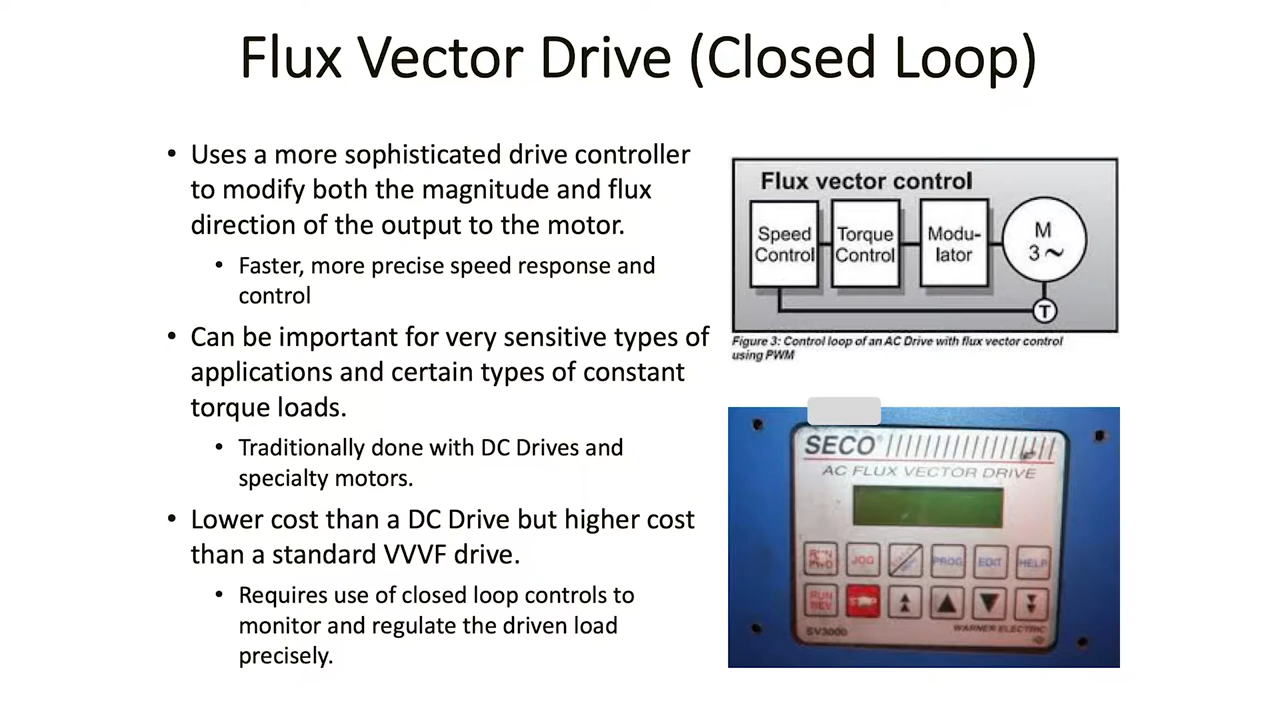 Flux Vector Drive (Closed Loop)
• Uses a more sophisticated drive controller
to modify both the magnitude and flux
direction of the output to the motor.
• Faster, more precise speed response and
control
• Can be important for very sensitive types of
applications and certain types of constant
torque loads.
• Traditionally done with DC Drives and
specialty motors.
• Lower cost than a DC Drive but higher cost
than a standard VVVF drive.
• Requires use of closed loop controls to
monitor and regulate the driven load
precisely.
Flux vector control
Speed
Control
Torque
Control
Modu-
lator
M
3~
T
Figure 3: Control loop of an AC Drive with flux vector control
using PWM
SECO®
AC FLUX VECTOR DRIVE
RUN
FWD
JOG
PROG
EDIT
HELP
RUN
REV
STOP
SV3000
WARNER ELECTRIC